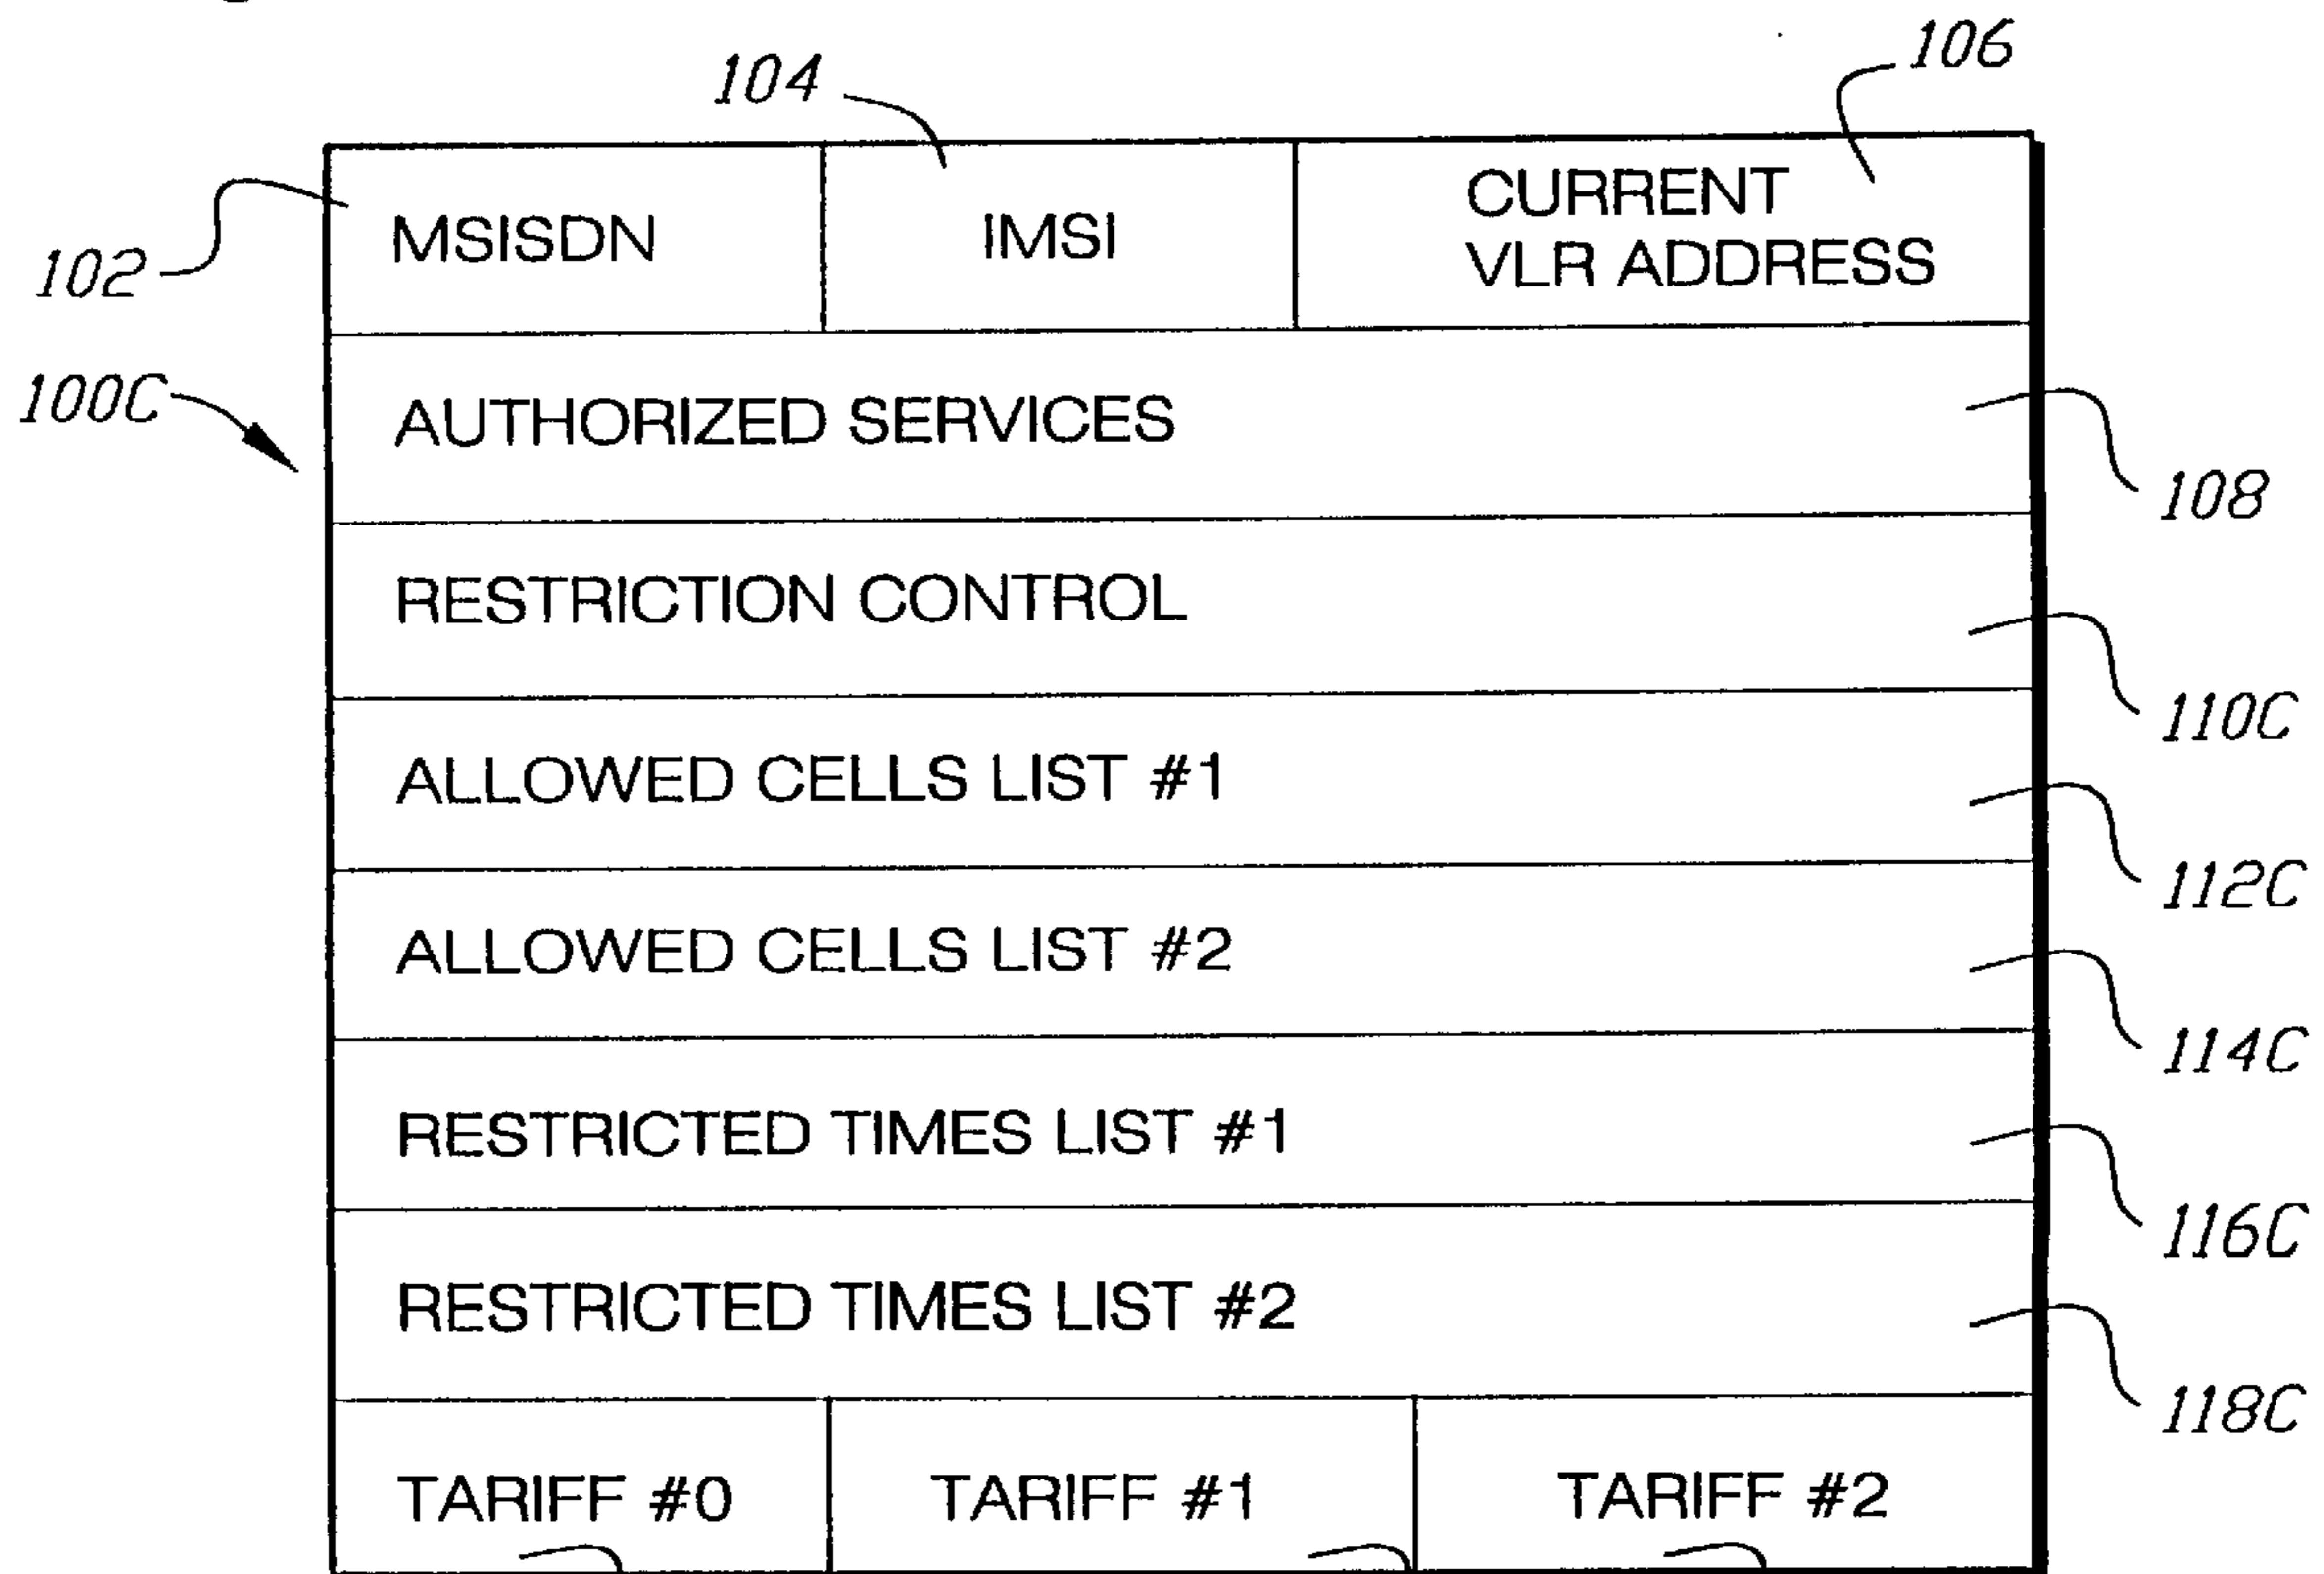 106
104
MSISDN
IMSI
CURRENT
VLR ADDRESS
102
100C
AUTHORIZED SERVICES
108
RESTRICTION CONTROL
110C
ALLOWED CELLS LIST #1
112C
ALLOWED CELLS LIST #2
114C
RESTRICTED TIMES LIST #1
116C
RESTRICTED TIMES LIST #2
118C
TARIFF #0
TARIFF #1
TARIFF #2